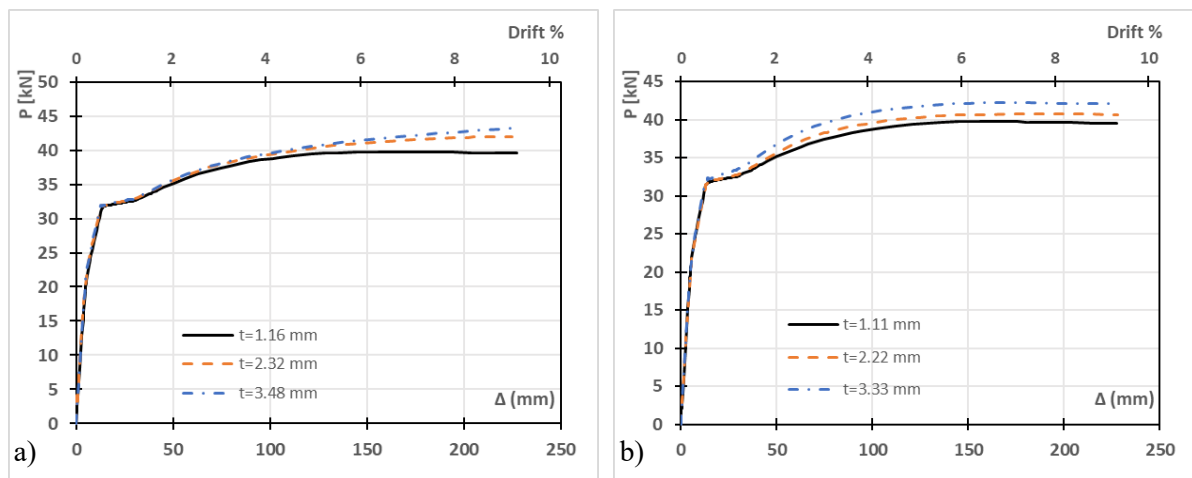 Drift %
0 2 4 6 8 10
P [kN]
50
45
40
35
30
25
20
15
10
5
0
t=1.16 mm
t=2.32 mm
t=3.48 mm
Δ (mm)
0 50 100 150 200 250
a)
Drift %
0 2 4 6 8 10
P [kN]
45
40
35
30
25
20
15
10
5
0
t=1.11 mm
t=2.22 mm
t=3.33 mm
Δ (mm)
0 50 100 150 200 250
b)